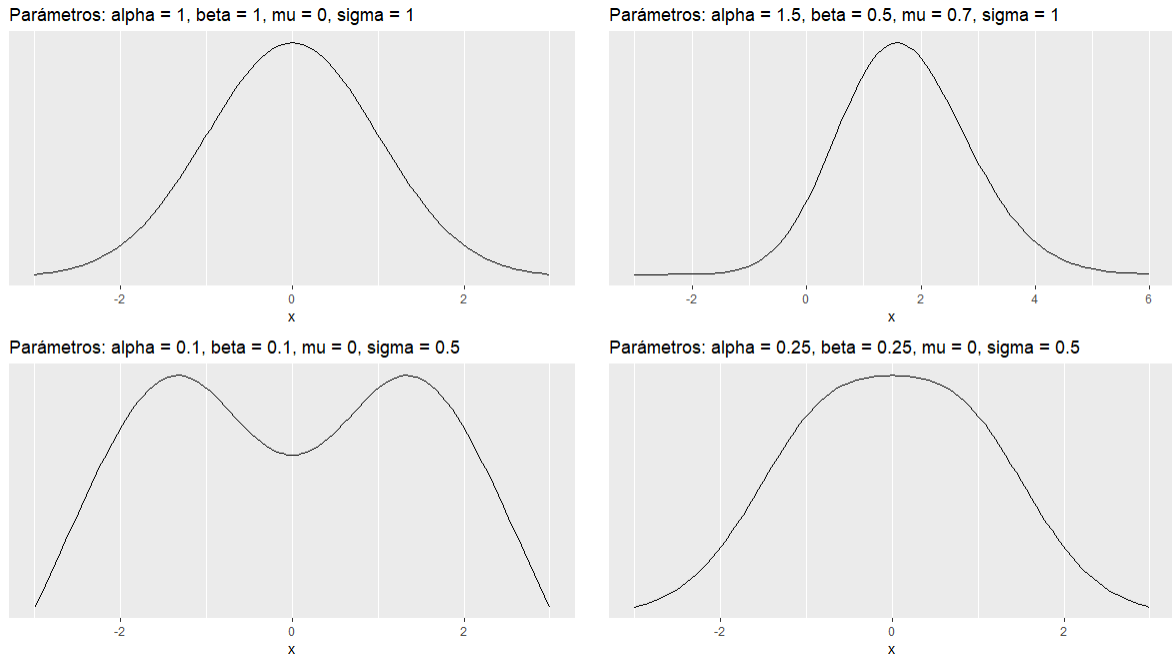 Parámetros: alpha = 1, beta = 1, mu = 0, sigma = 1
-2 0 2
x
Parámetros: alpha = 1.5, beta = 0.5, mu = 0.7, sigma = 1
-2 0 2 4 6
x
Parámetros: alpha = 0.1, beta = 0.1, mu = 0, sigma = 0.5
-2 0 2
x
Parámetros: alpha = 0.25, beta = 0.25, mu = 0, sigma = 0.5
-2 0 2
x